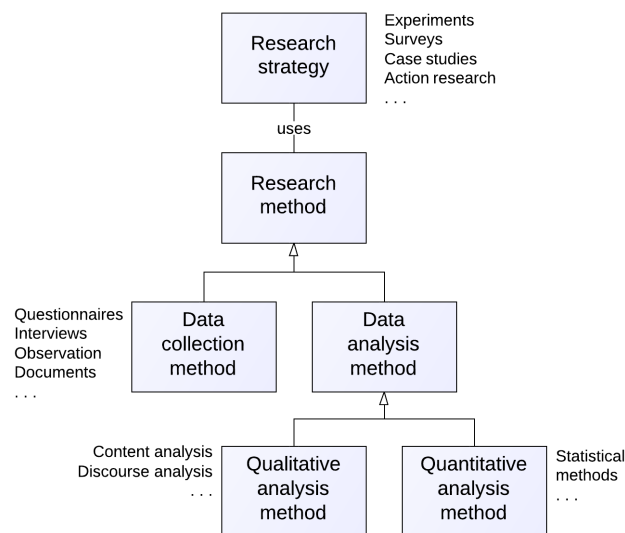 Research
strategy
Experiments
Surveys
Case studies
Action research
. . .
uses
Research
method
Questionnaires
Interviews
Observation
Documents
. . .
Data
collection
method
Data
analysis
method
Content analysis
Discourse analysis
. . .
Qualitative
analysis
method
Quantitative
analysis
method
Statistical
methods
. . .